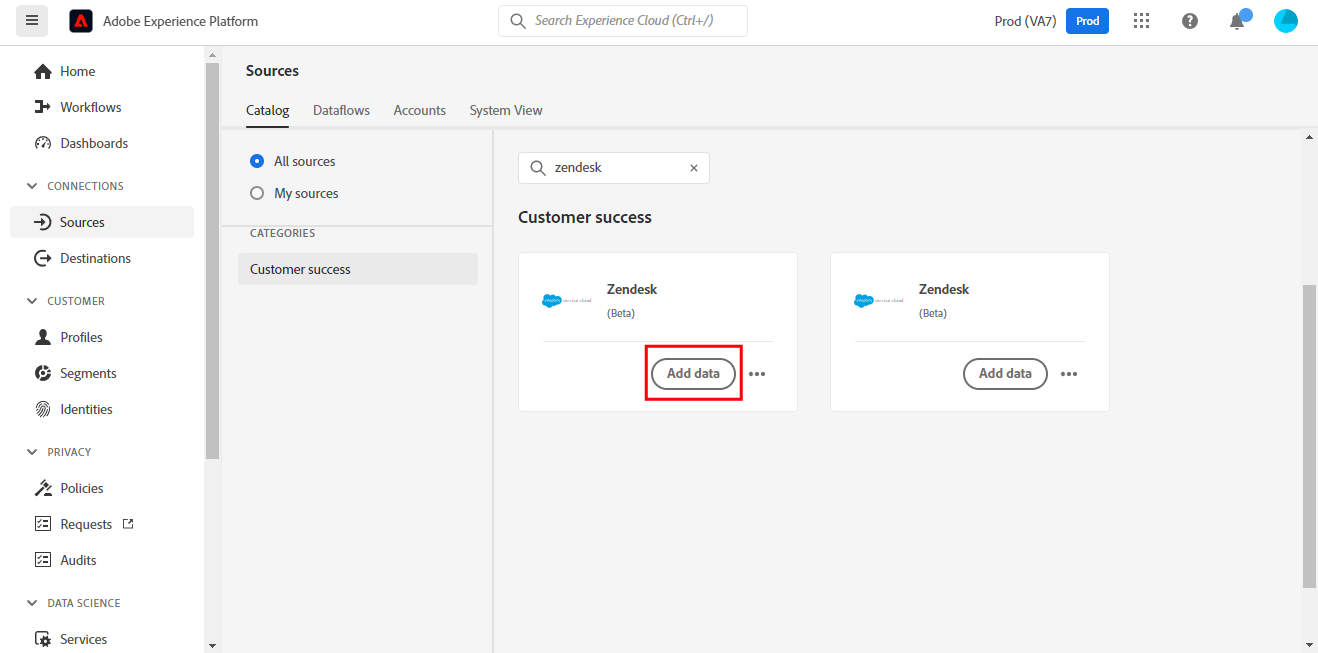 Adobe Experience Platform
Search Experience Cloud (Ctrl+/)
Prod (VA7)
Prod
Home
Workflows
Dashboards
CONNECTIONS
Sources
Destinations
CUSTOMER
Profiles
Segments
Identities
PRIVACY
Policies
Requests
Audits
DATA SCIENCE
Services
Sources
Catalog Dataflows Accounts System View
All sources
My sources
CATEGORIES
Customer success
zendesk
Customer success
Zendesk
(Beta)
Add data
Zendesk
(Beta)
Add data